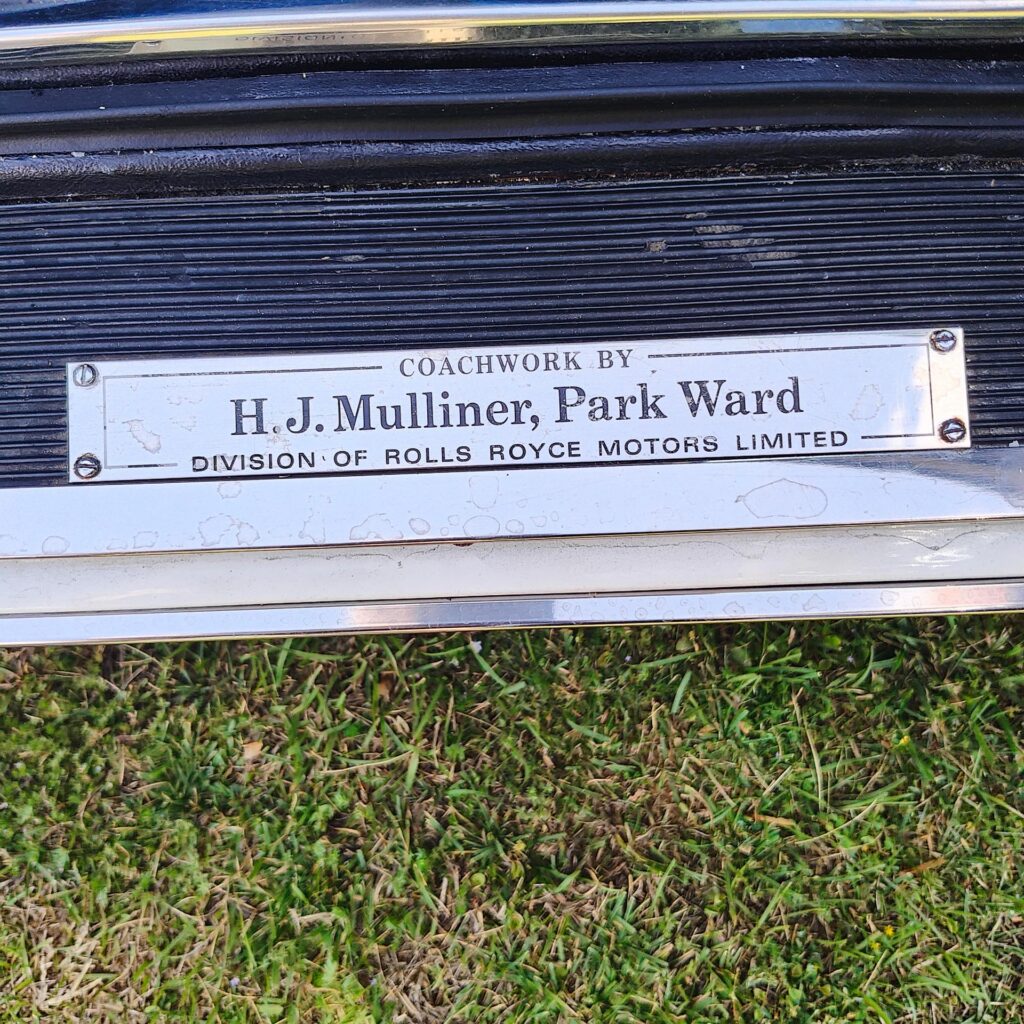 COACHWORK BY
H. J. Mulliner, Park Ward
DIVISION OF ROLLS ROYCE MOTORS LIMITED